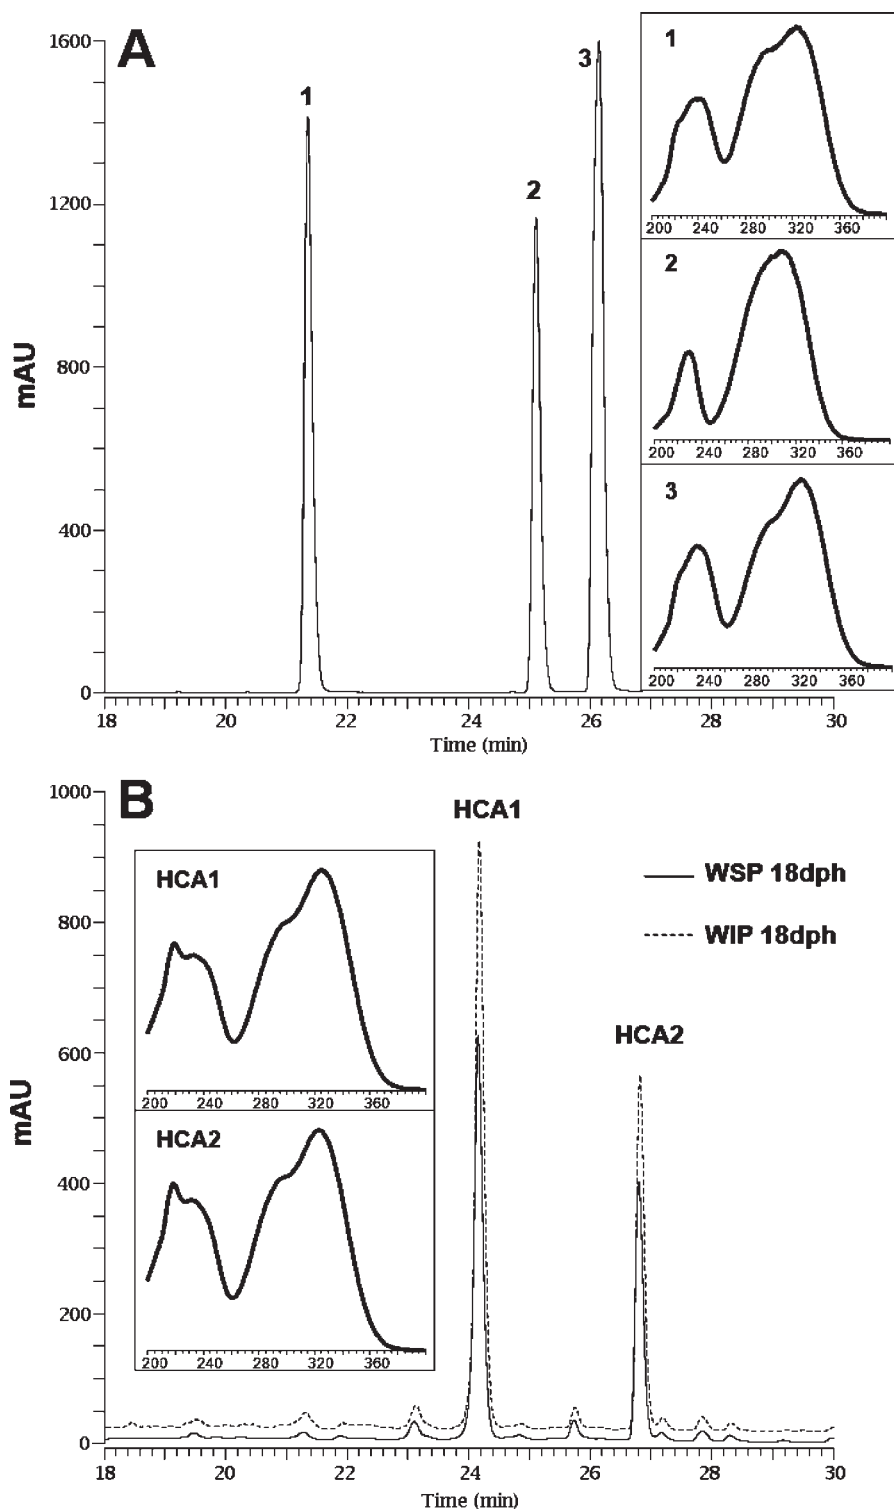 A
1600
1200
800
400
0
mAU
1
2
3
18 20 22 24 26 28 30
Time (min)
1
200 240 280 320 360
2
200 240 280 320 360
3
200 240 280 320 360
B
1000
800
600
400
200
0
mAU
HCA1
HCA2
WSP 18dph
WIP 18dph
HCA1
200 240 280 320 360
HCA2
200 240 280 320 360
18 20 22 24 26 28 30
Time (min)